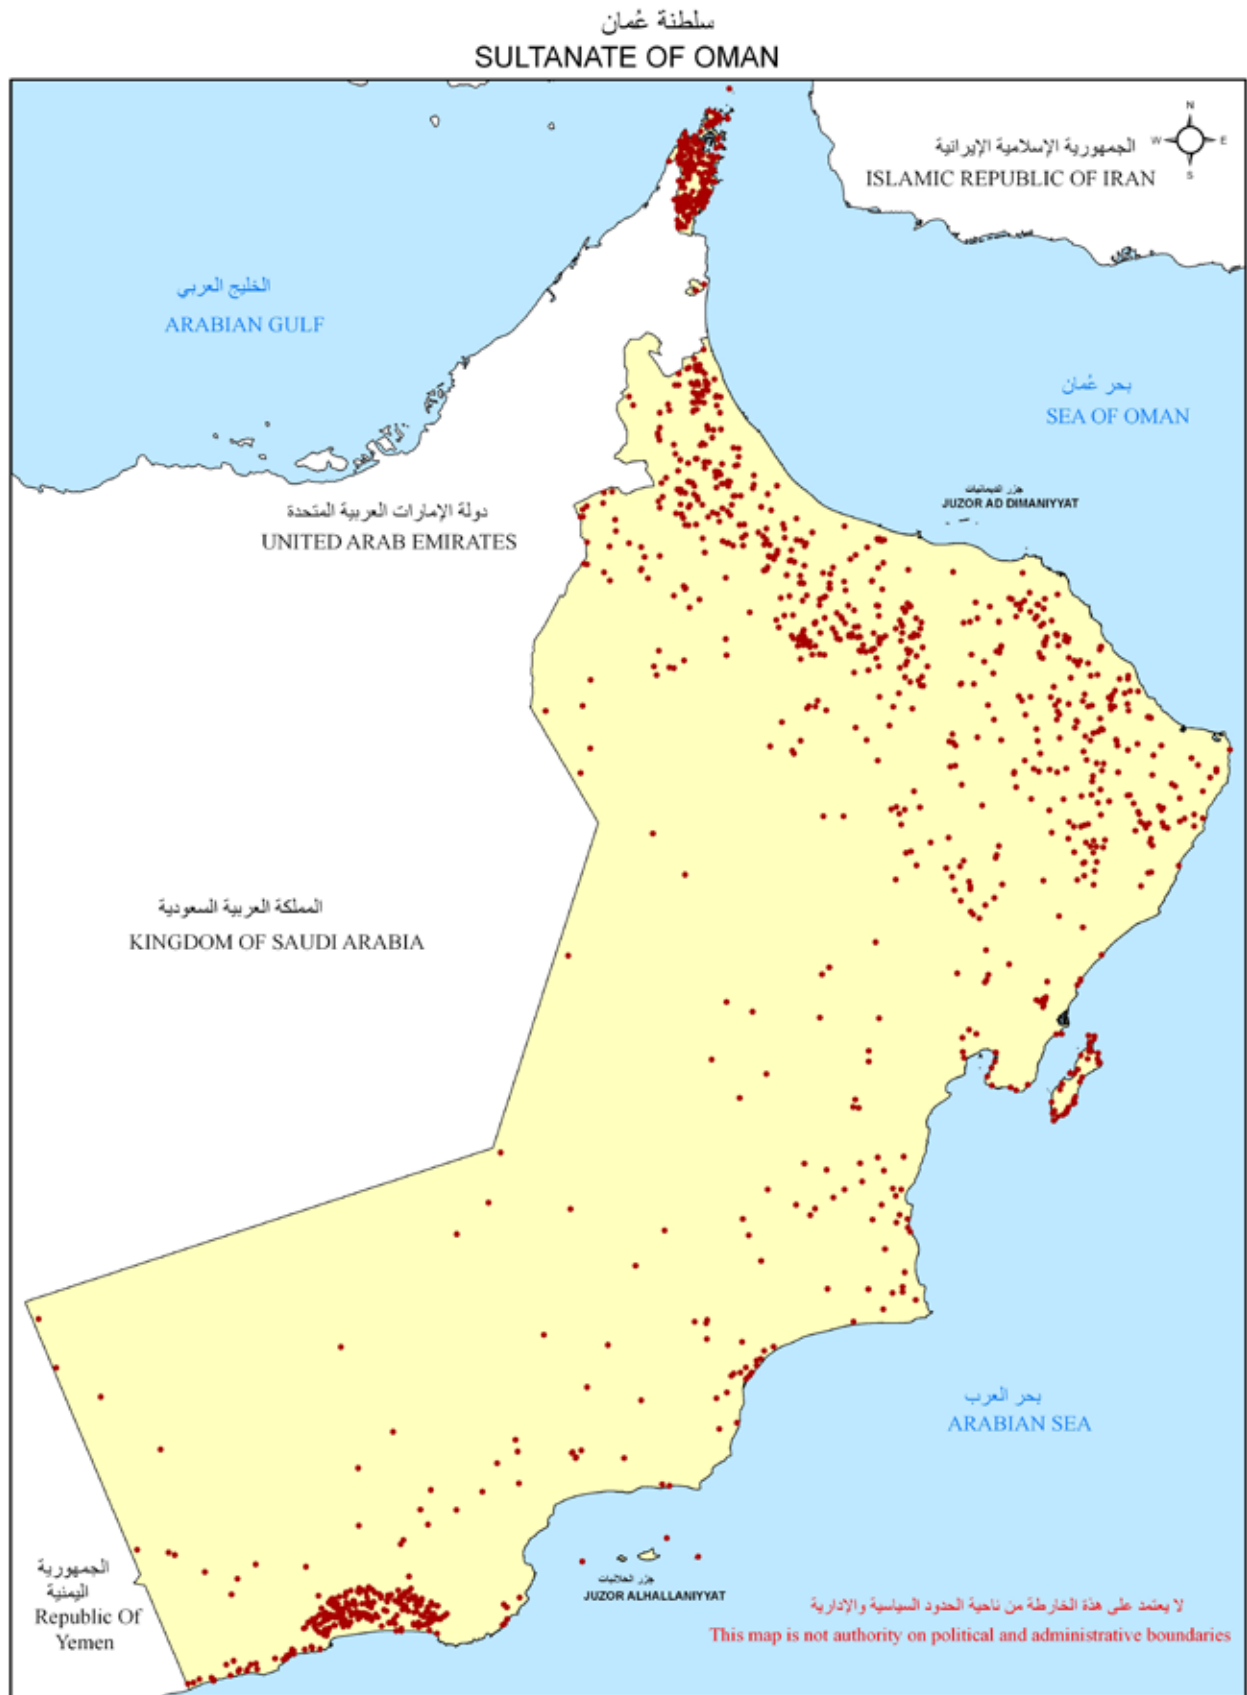 سلطنة عُمان
SULTANATE OF OMAN
N
W
E
S
الجمهورية الإسلامية الإيرانية
ISLAMIC REPUBLIC OF IRAN
الخليج العربي
ARABIAN GULF
بحر عُمان
SEA OF OMAN
جزر الديمانيات
JUZOR AD DIMANIYYAT
دولة الإمارات العربية المتحدة
UNITED ARAB EMIRATES
المملكة العربية السعودية
KINGDOM OF SAUDI ARABIA
بحر العرب
ARABIAN SEA
الجمهورية
اليمنية
Republic Of
Yemen
جزر الحلانيات
JUZOR ALHALLANIYYAT
لا يعتمد على هذة الخارطة من ناحية الحدود السياسية والإدارية
This map is not authority on political and administrative boundaries